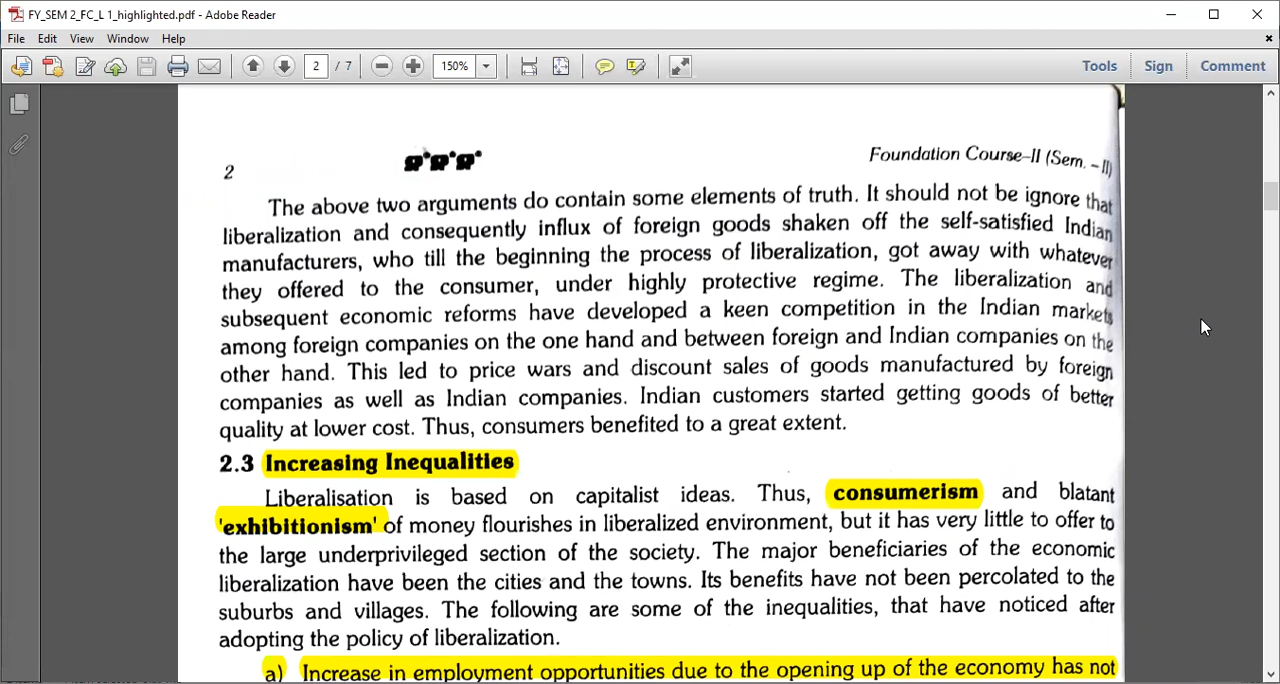 FY_SEM 2_FC_L 1_highlighted.pdf - Adobe Reader
File Edit View Window Help
2 / 7 150% Tools Sign Comment
2 Foundation Course–II (Sem. – II)
The above two arguments do contain some elements of truth. It should not be ignore that
liberalization and consequently influx of foreign goods shaken off the self-satisfied Indian
manufacturers, who till the beginning the process of liberalization, got away with whatever
they offered to the consumer, under highly protective regime. The liberalization and
subsequent economic reforms have developed a keen competition in the Indian markets
among foreign companies on the one hand and between foreign and Indian companies on the
other hand. This led to price wars and discount sales of goods manufactured by foreign
companies as well as Indian companies. Indian customers started getting goods of better
quality at lower cost. Thus, consumers benefited to a great extent.
2.3 Increasing Inequalities
Liberalisation is based on capitalist ideas. Thus, consumerism and blatant
'exhibitionism' of money flourishes in liberalized environment, but it has very little to offer to
the large underprivileged section of the society. The major beneficiaries of the economic
liberalization have been the cities and the towns. Its benefits have not been percolated to the
suburbs and villages. The following are some of the inequalities, that have noticed after
adopting the policy of liberalization.
a) Increase in employment opportunities due to the opening up of the economy has not